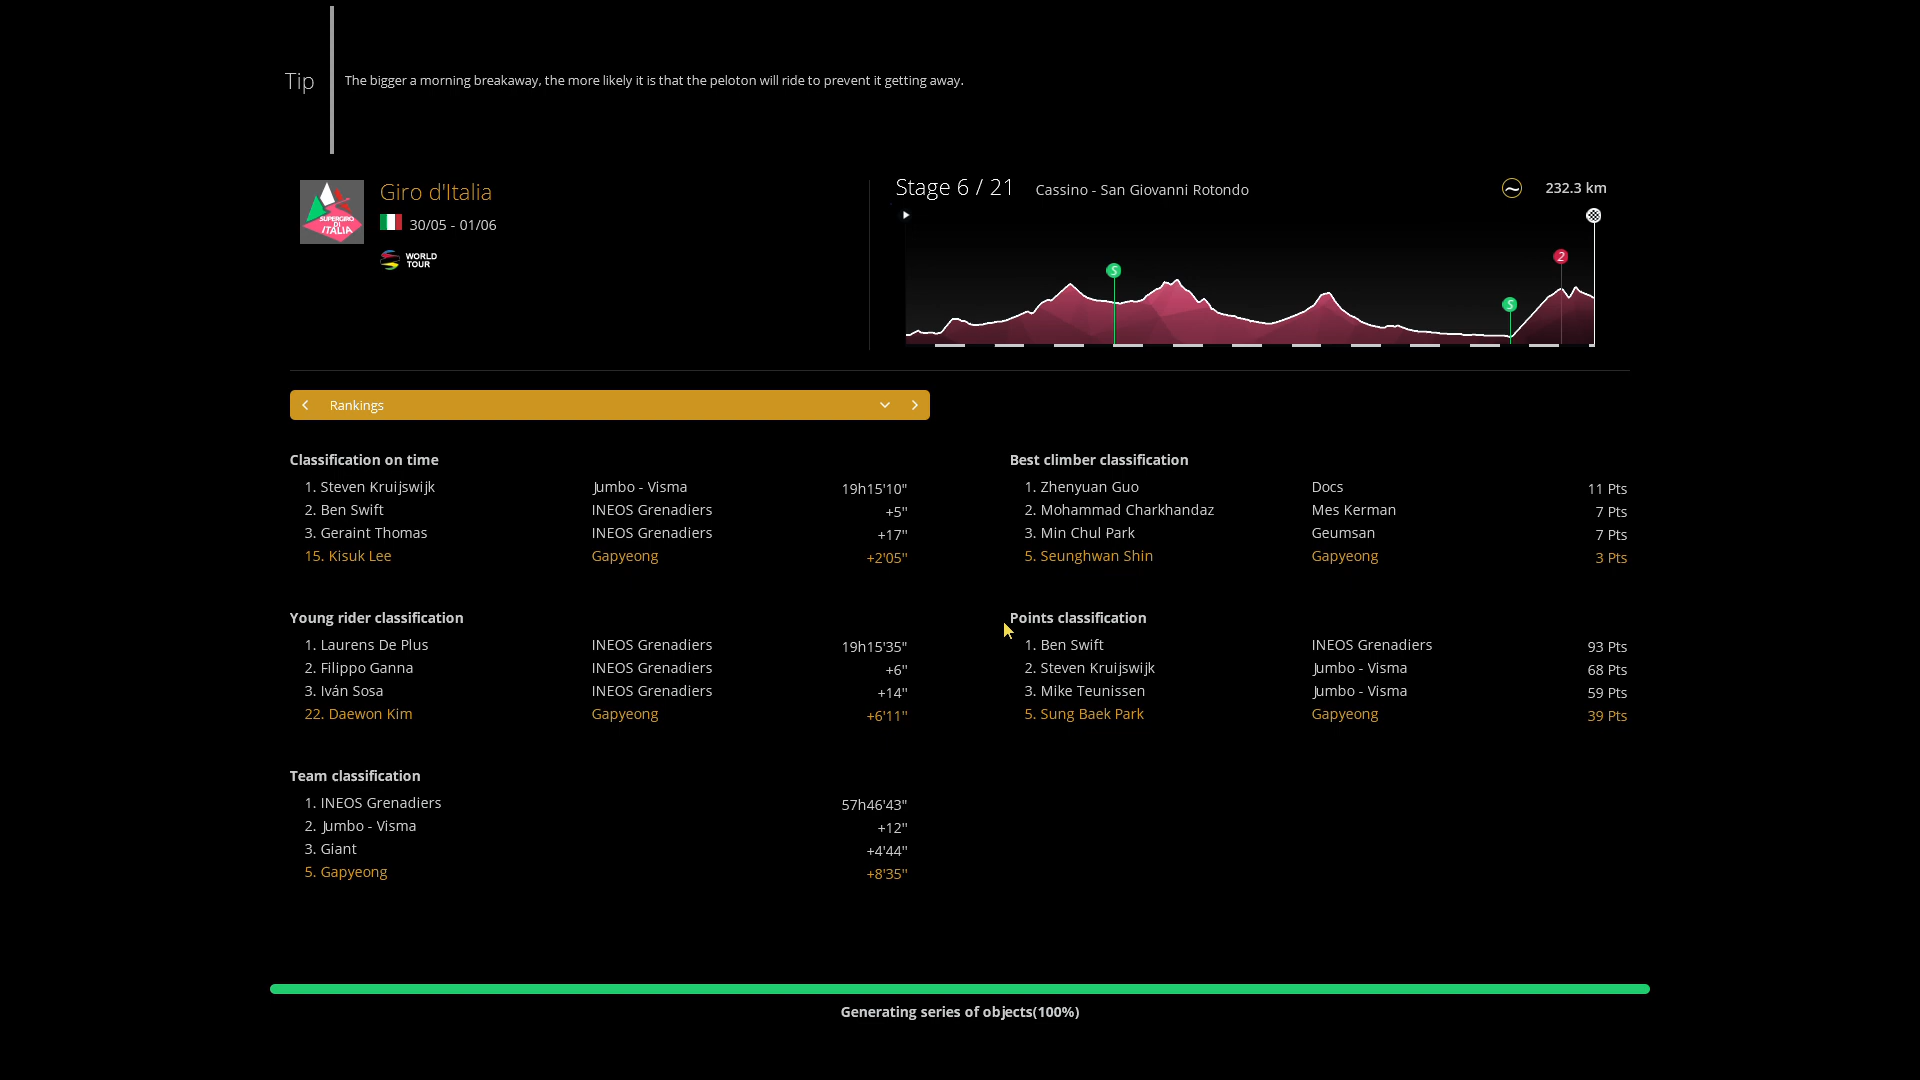 Tip
The bigger a morning breakaway, the more likely it is that the peloton will ride to prevent it getting away.
SUPERGIRO
DI
ITALIA
Giro d'Italia
30/05 - 01/06
WORLD
TOUR
Stage 6 / 21 Cassino - San Giovanni Rotondo 232.3 km
S
S
2
Rankings
Classification on time
1. Steven Kruijswijk Jumbo - Visma 19h15'10"
2. Ben Swift INEOS Grenadiers +5"
3. Geraint Thomas INEOS Grenadiers +17"
15. Kisuk Lee Gapyeong +2'05"
Best climber classification
1. Zhenyuan Guo Docs 11 Pts
2. Mohammad Charkhandaz Mes Kerman 7 Pts
3. Min Chul Park Geumsan 7 Pts
5. Seunghwan Shin Gapyeong 3 Pts
Young rider classification
1. Laurens De Plus INEOS Grenadiers 19h15'35"
2. Filippo Ganna INEOS Grenadiers +6"
3. Iván Sosa INEOS Grenadiers +14"
22. Daewon Kim Gapyeong +6'11"
Points classification
1. Ben Swift INEOS Grenadiers 93 Pts
2. Steven Kruijswijk Jumbo - Visma 68 Pts
3. Mike Teunissen Jumbo - Visma 59 Pts
5. Sung Baek Park Gapyeong 39 Pts
Team classification
1. INEOS Grenadiers 57h46'43"
2. Jumbo - Visma +12"
3. Giant +4'44"
5. Gapyeong +8'35"
Generating series of objects(100%)